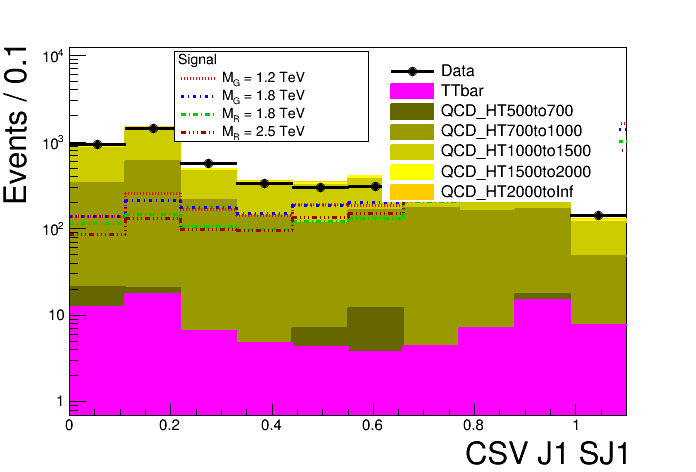 Events / 0.1
10^4
10^3
10^2
10
1
Signal
M_G = 1.2 TeV
M_G = 1.8 TeV
M_R = 1.8 TeV
M_R = 2.5 TeV
Data
TTbar
QCD_HT500to700
QCD_HT700to1000
QCD_HT1000to1500
QCD_HT1500to2000
QCD_HT2000toInf
0 0.2 0.4 0.6 0.8 1
CSV J1 SJ1